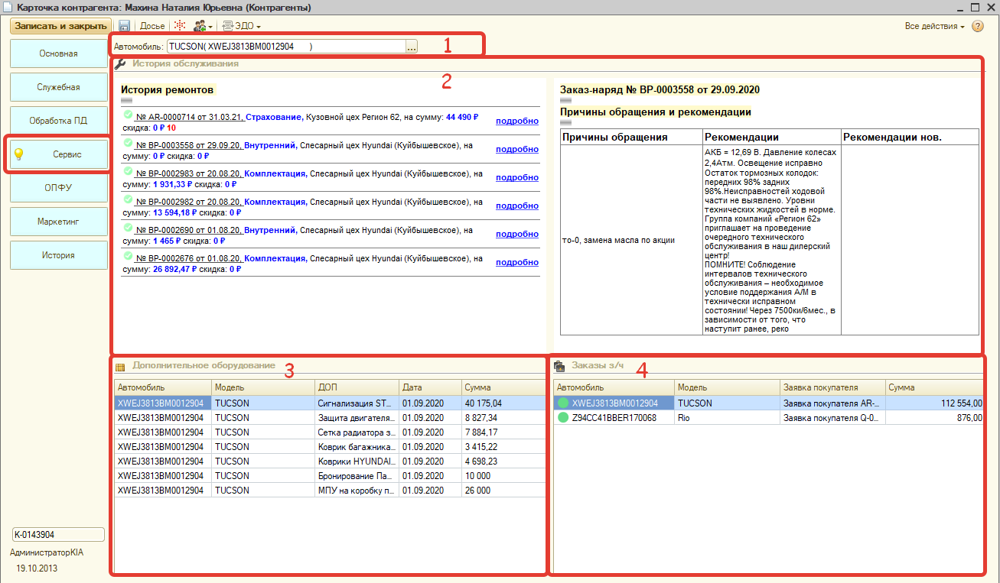 Карточка контрагента: Махина Наталия Юрьевна (Контрагенты)
Записать и закрыть Досье ЭДО Все действия ?
Основная
Служебная
Обработка ПД
Сервис
ОПФУ
Маркетинг
История
К-0143904
АдминистраторKIA
19.10.2013
Автомобиль: TUCSON( XWEJ3813BM0012904 ) ... 1
История обслуживания
2
История ремонтов
№ AR-0000714 от 31.03.21, Страхование, Кузовной цех Регион 62, на сумму: 44 490 ₽
скидка: 0 ₽ 10
подробно
№ ВР-0003558 от 29.09.20, Внутренний, Слесарный цех Hyundai (Куйбышевское), на
сумму: 0 ₽ скидка: 0 ₽
подробно
№ ВР-0002983 от 20.08.20, Комплектация, Слесарный цех Hyundai (Куйбышевское), на
сумму: 1 931,33 ₽ скидка: 0 ₽
подробно
№ ВР-0002982 от 20.08.20, Комплектация, Слесарный цех Hyundai (Куйбышевское), на
сумму: 13 594,18 ₽ скидка: 0 ₽
подробно
№ ВР-0002690 от 01.08.20, Внутренний, Слесарный цех Hyundai (Куйбышевское), на
сумму: 1 465 ₽ скидка: 0 ₽
подробно
№ ВР-0002676 от 01.08.20, Комплектация, Слесарный цех Hyundai (Куйбышевское), на
сумму: 26 892,47 ₽ скидка: 0 ₽
подробно
Заказ-наряд № ВР-0003558 от 29.09.2020
Причины обращения и рекомендации
Причины обращения Рекомендации Рекомендации нов.
то-0, замена масла по акции
АКБ = 12,69 В. Давление колесах
2,4Атм. Освещение исправно
Остаток тормозных колодок:
передних 98% задних
98%.Неисправностей ходовой
части не выявлено. Уровни
технических жидкостей в норме.
Группа компаний «Регион 62»
приглашает на проведение
очередного технического
обслуживания в наш дилерский
центр!
ПОМНИТЕ! Соблюдение
интервалов технического
обслуживания – необходимое
условие поддержания А/М в
технически исправном
состоянии! Через 7500ки/6мес., в
зависимости от того, что
наступит ранее, реко
Дополнительное оборудование 3
Автомобиль Модель ДОП Дата Сумма
XWEJ3813BM0012904 TUCSON Сигнализация ST... 01.09.2020 40 175,04
XWEJ3813BM0012904 TUCSON Защита двигателя... 01.09.2020 8 827,34
XWEJ3813BM0012904 TUCSON Сетка радиатора з... 01.09.2020 7 884,17
XWEJ3813BM0012904 TUCSON Коврик багажника... 01.09.2020 3 415,22
XWEJ3813BM0012904 TUCSON Коврики HYUNDAI... 01.09.2020 4 698,23
XWEJ3813BM0012904 TUCSON Бронирование Па... 01.09.2020 10 000
XWEJ3813BM0012904 TUCSON МПУ на коробку п... 01.09.2020 26 000
Заказы з/ч 4
Автомобиль Модель Заявка покупателя Сумма
XWEJ3813BM0012904 TUCSON Заявка покупателя AR-... 112 554,00
Z94CC41BBER170068 Rio Заявка покупателя Q-0... 876,00